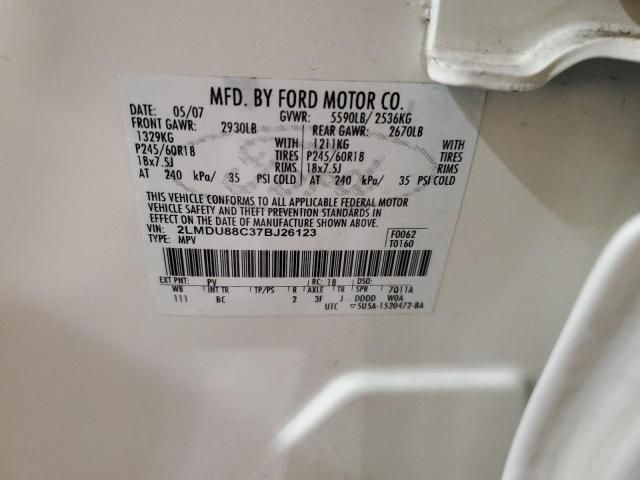 MFD. BY FORD MOTOR CO.
DATE: 05/07 GVWR: 5590LB/ 2536KG
FRONT GAWR: 2930LB REAR GAWR: 2670LB
1329KG WITH 1211KG WITH
P245/60R18 TIRES P245/60R18 TIRES
18x7.5J RIMS 18x7.5J RIMS
AT 240 kPa/ 35 PSI COLD AT 240 kPa/ 35 PSI COLD
THIS VEHICLE CONFORMS TO ALL APPLICABLE FEDERAL MOTOR
VEHICLE SAFETY AND THEFT PREVENTION STANDARDS IN
EFFECT ON THE DATE OF MANUFACTURE SHOWN ABOVE.
VIN: 2LMDU88C37BJ26123 F0062
TYPE: MPV T0160
EXT PNT: PV RC: 18 DSO:
WB INT TR TP/PS R AXLE TR SPR 7Q11A
111 BC 2 3F J DDDD W0A
UTC ▽5U5A-1520472-BA
Ford